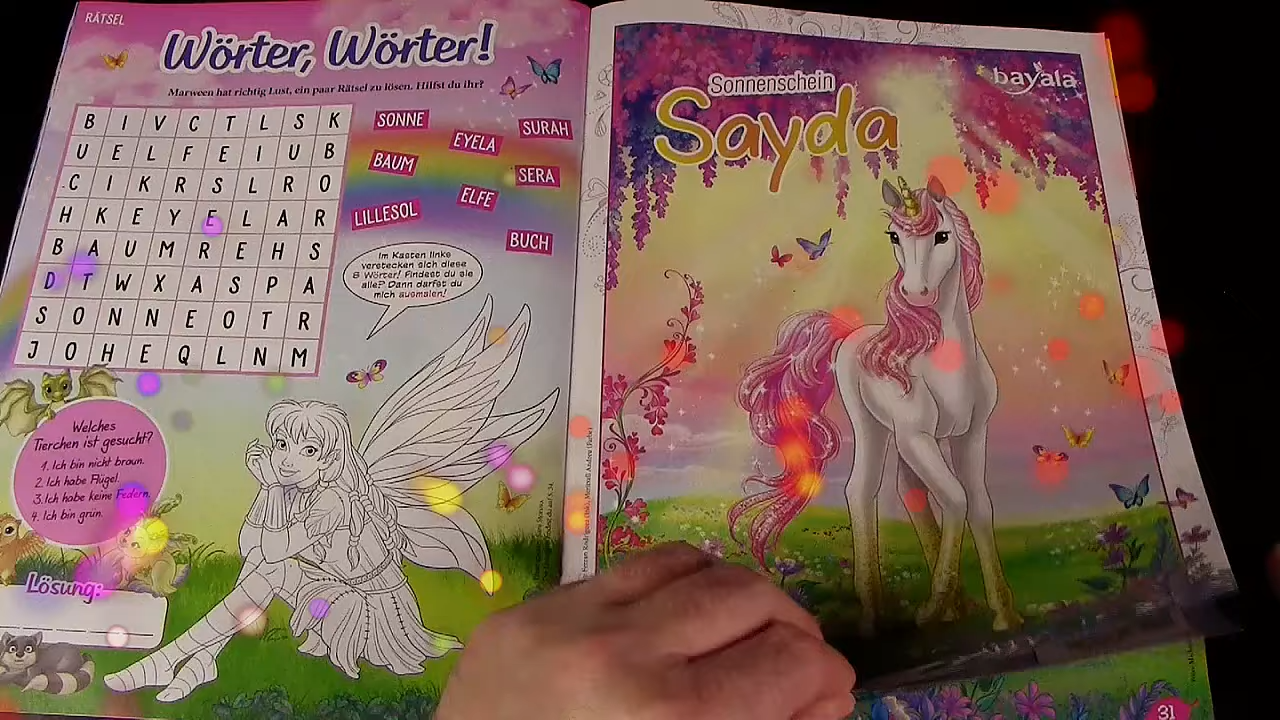 RÄTSEL
Wörter, Wörter!
Marween hat richtig Lust, ein paar Rätsel zu lösen. Hilfst du ihr?
B I V C T L S K
U E L F E I U B
C I K R S L R O
H K E Y E L A R
B A U M R E H S
D T W X A S P A
S O N N E O T R
J O H E Q L N M
SONNE
EYELA
SURAH
BAUM
SERA
ELFE
LILLESOL
BUCH
Im Kasten links
verstecken sich diese
8 Wörter! Findest du sie
alle? Dann darfst du
mich ausmalen!
Welches
Tierchen ist gesucht?
1. Ich bin nicht braun.
2. Ich habe Flügel.
3. Ich habe keine Federn.
4. Ich bin grün.
Lösung:
bayala
Sonnenschein
Sayda
31